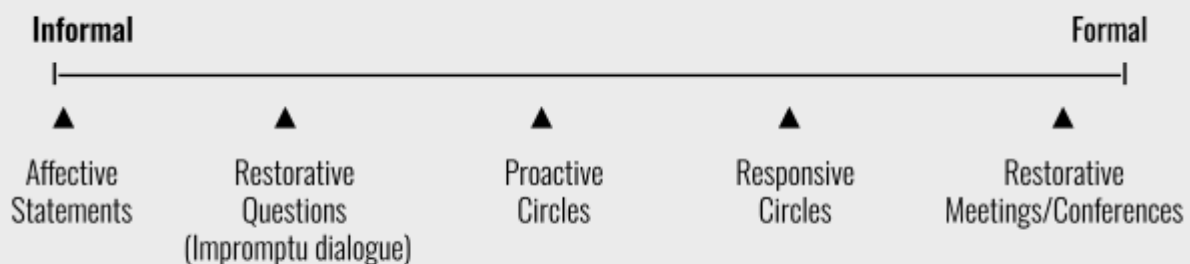 Informal
Formal
Affective
Statements
Restorative
Questions
(Impromptu dialogue)
Proactive
Circles
Responsive
Circles
Restorative
Meetings/Conferences